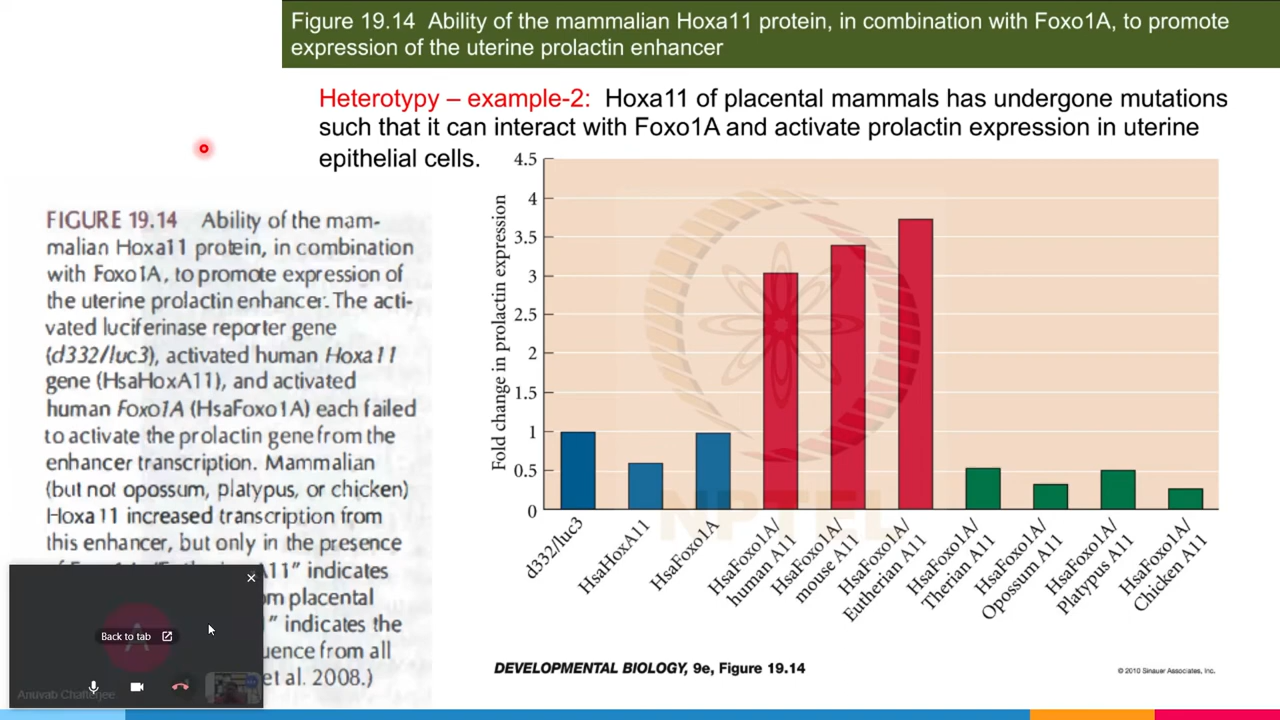 Figure 19.14 Ability of the mammalian Hoxa11 protein, in combination with Foxo1A, to promote
expression of the uterine prolactin enhancer
Heterotypy – example-2: Hoxa11 of placental mammals has undergone mutations
such that it can interact with Foxo1A and activate prolactin expression in uterine
epithelial cells.
FIGURE 19.14 Ability of the mam-
malian Hoxa11 protein, in combination
with Foxo1A, to promote expression of
the uterine prolactin enhancer. The acti-
vated luciferinase reporter gene
(d332/luc3), activated human Hoxa11
gene (HsaHoxA11), and activated
human Foxo1A (HsaFoxo1A) each failed
to activate the prolactin gene from the
enhancer transcription. Mammalian
(but not opossum, platypus, or chicken)
Hoxa11 increased transcription from
this enhancer, but only in the presence
A11" indicates
placental
" indicates the
from all
et al. 2008.)
Back to tab
Anuvab Chatterjee
Fold change in prolactin expression
4.5
4
3.5
3
2.5
2
1.5
1
0.5
0
d332/luc3
HsaHoxA11
HsaFoxo1A
HsaFoxo1A/
human A11
HsaFoxo1A/
mouse A11
HsaFoxo1A/
Eutherian A11
HsaFoxo1A/
Therian A11
HsaFoxo1A/
Opossum A11
HsaFoxo1A/
Platypus A11
HsaFoxo1A/
Chicken A11
NPTEL
DEVELOPMENTAL BIOLOGY, 9e, Figure 19.14
© 2010 Sinauer Associates, Inc.